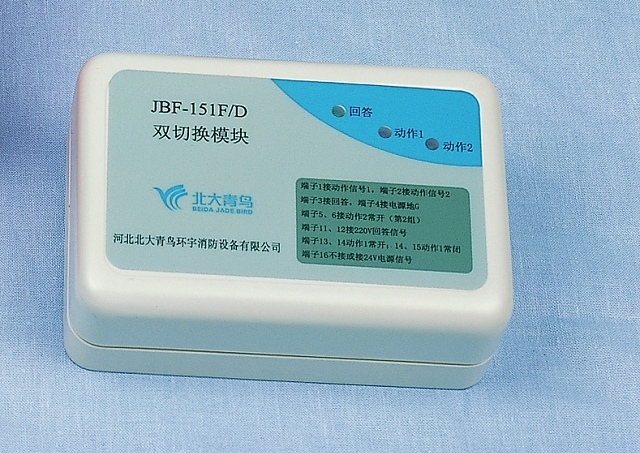 JBF-151F/D
双切换模块
回答
动作1
动作2
北大青鸟
BEIDA JADE BIRD
河北北大青鸟环宇消防设备有限公司
端子1接动作信号1，端子2接动作信号2
端子3接回答，端子4接电源地G
端子5、6接动作2常开（第2组）
端子11、12接220V回答信号
端子13、14动作1常开；14、15动作1常闭
端子16不接或接24V电源信号